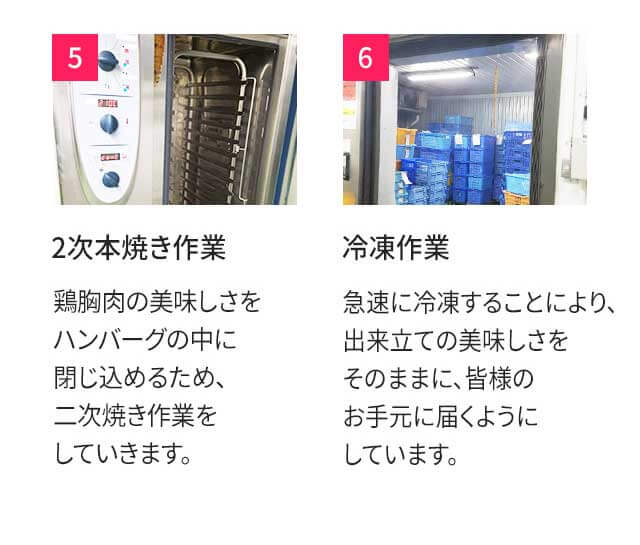 5
2次本焼き作業
鶏胸肉の美味しさを
ハンバーグの中に
閉じ込めるため、
二次焼き作業を
していきます。
6
冷凍作業
急速に冷凍することにより、
出来立ての美味しさを
そのままに、皆様の
お手元に届くように
しています。